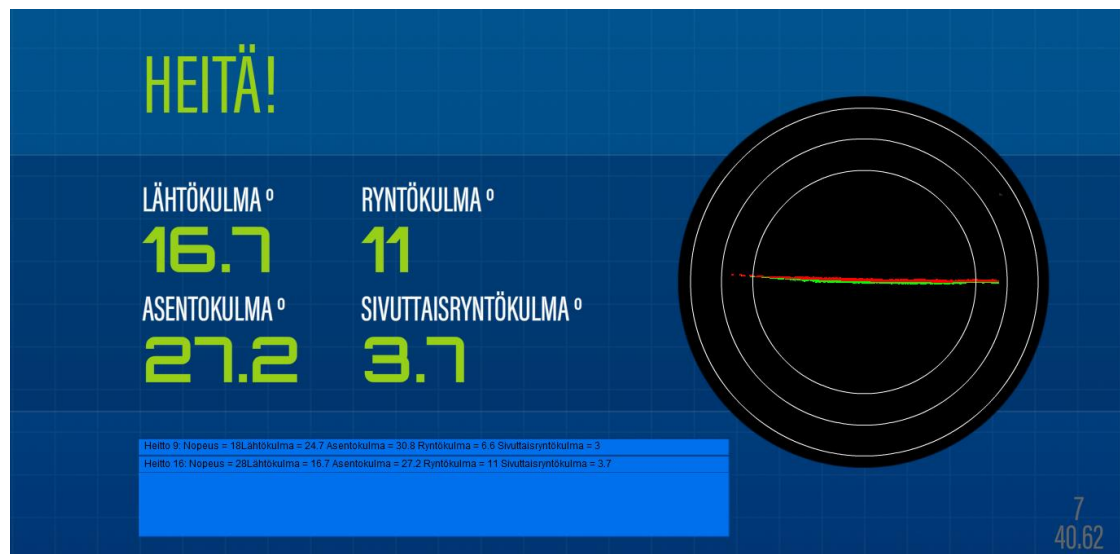 HEITÄ!
LÄHTÖKULMA º
RYNTÖKULMA º
16.7
11
ASENTOKULMA º
SIVUTTAISRYNTÖKULMA º
27.2
3.7
Heitto 9: Nopeus = 18Lähtökulma = 24.7 Asentokulma = 30.8 Ryntökulma = 6.6 Sivuttaisryntökulma = 3
Heitto 16: Nopeus = 28Lähtökulma = 16.7 Asentokulma = 27.2 Ryntökulma = 11 Sivuttaisryntökulma = 3.7
7
40.62